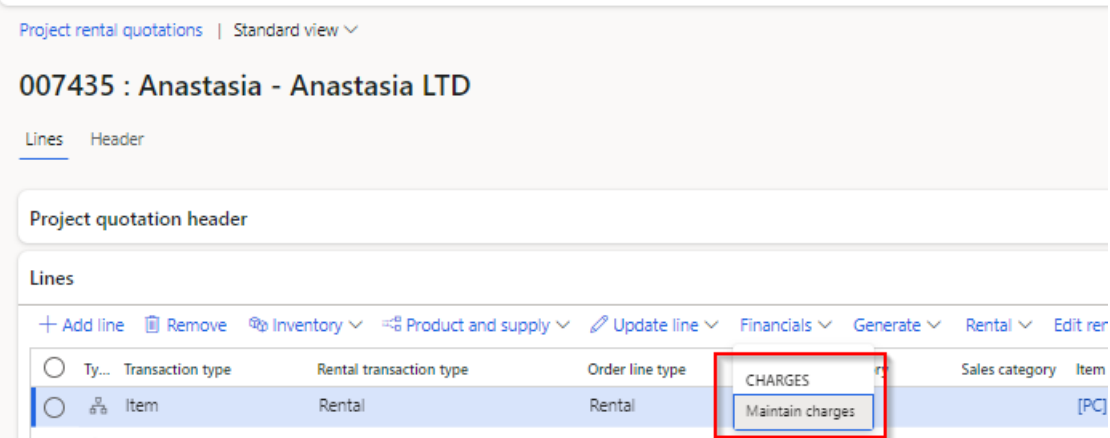 Project rental quotations | Standard view
007435 : Anastasia - Anastasia LTD
Lines Header
Project quotation header
Lines
Add line Remove Inventory Product and supply Update line Financials Generate Rental Edit ren
Ty... Transaction type Rental transaction type Order line type Sales category Item
CHARGES
Item Rental Rental [PC]
Maintain charges